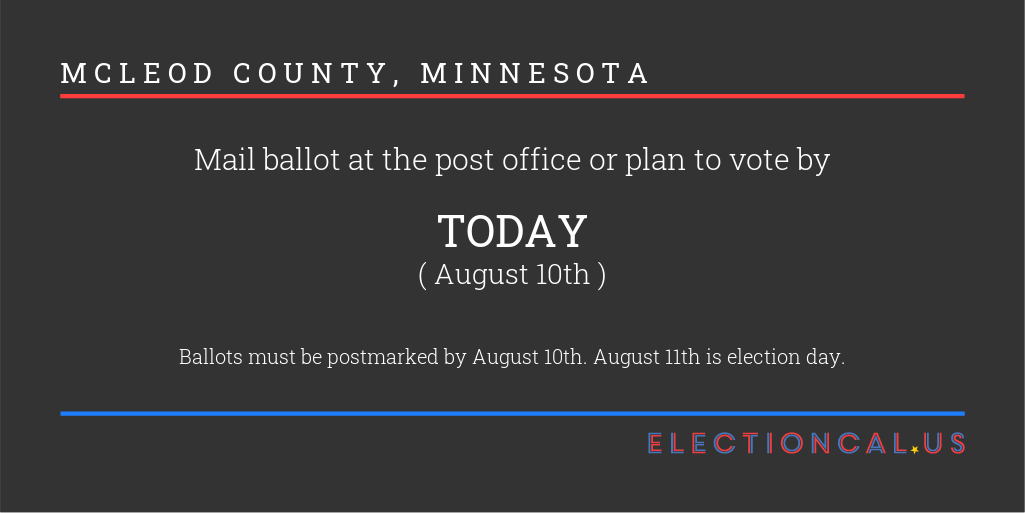 MCLEOD COUNTY, MINNESOTA
Mail ballot at the post office or plan to vote by
TODAY
( August 10th )
Ballots must be postmarked by August 10th. August 11th is election day.
ELECTIONCAL.US